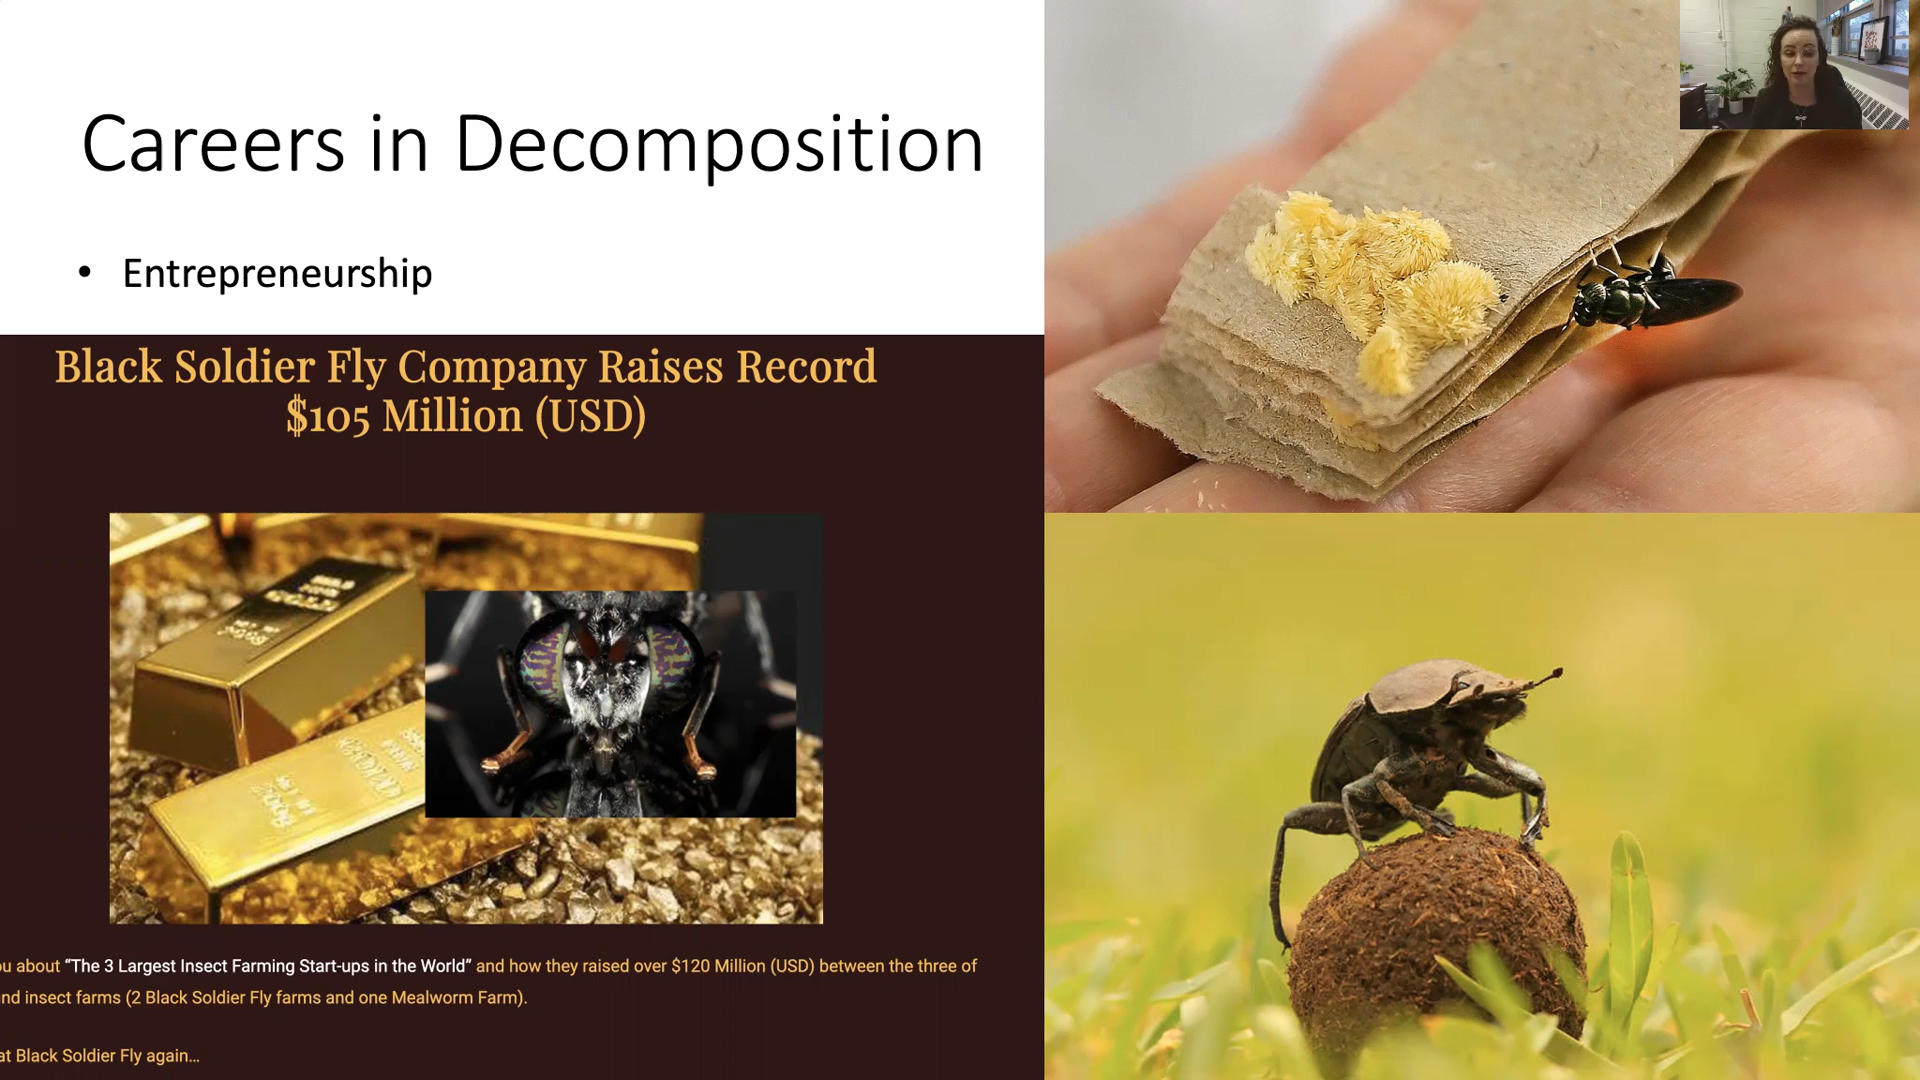 Careers in Decomposition
• Entrepreneurship
Black Soldier Fly Company Raises Record
$105 Million (USD)
ou about “The 3 Largest Insect Farming Start-ups in the World” and how they raised over $120 Million (USD) between the three of
nd insect farms (2 Black Soldier Fly farms and one Mealworm Farm).
at Black Soldier Fly again...